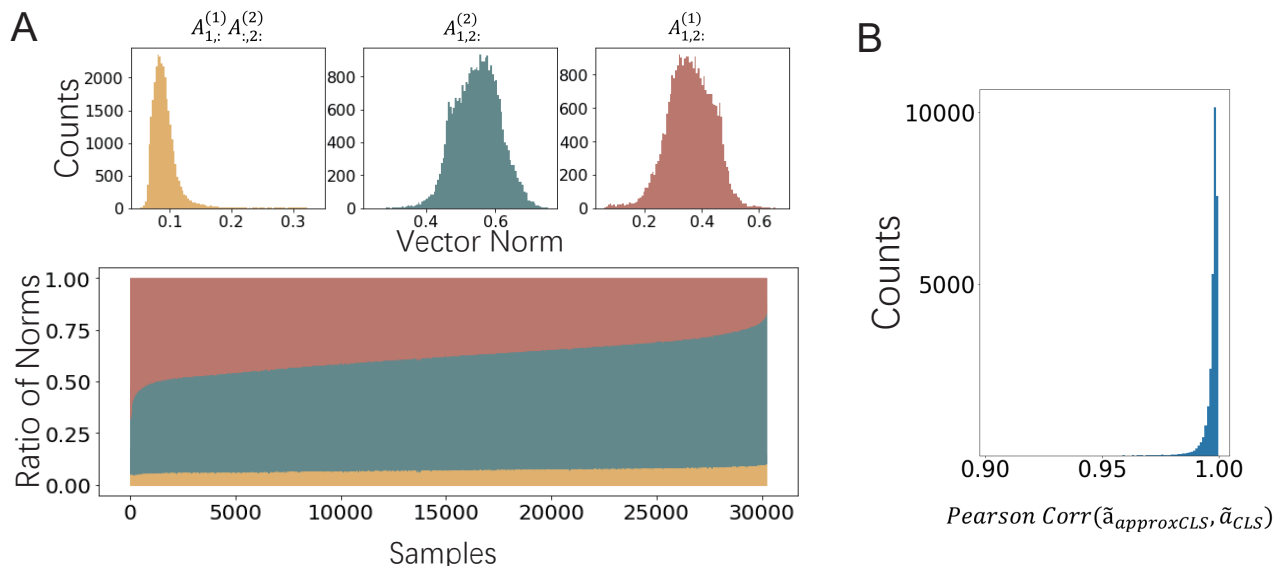 A
A_{1,:}^{(1)} A_{:,2:}^{(2)}
A_{1,2:}^{(2)}
A_{1,2:}^{(1)}
Counts
2000
1500
1000
500
0
0.1 0.2 0.3
800
600
400
200
0
0.4 0.6
800
600
400
200
0
0.2 0.4 0.6
Vector Norm
Ratio of Norms
1.00
0.75
0.50
0.25
0.00
0 5000 10000 15000 20000 25000 30000
Samples
B
Counts
10000
5000
0.90 0.95 1.00
Pearson Corr(ã_{approxCLS}, ã_{CLS})